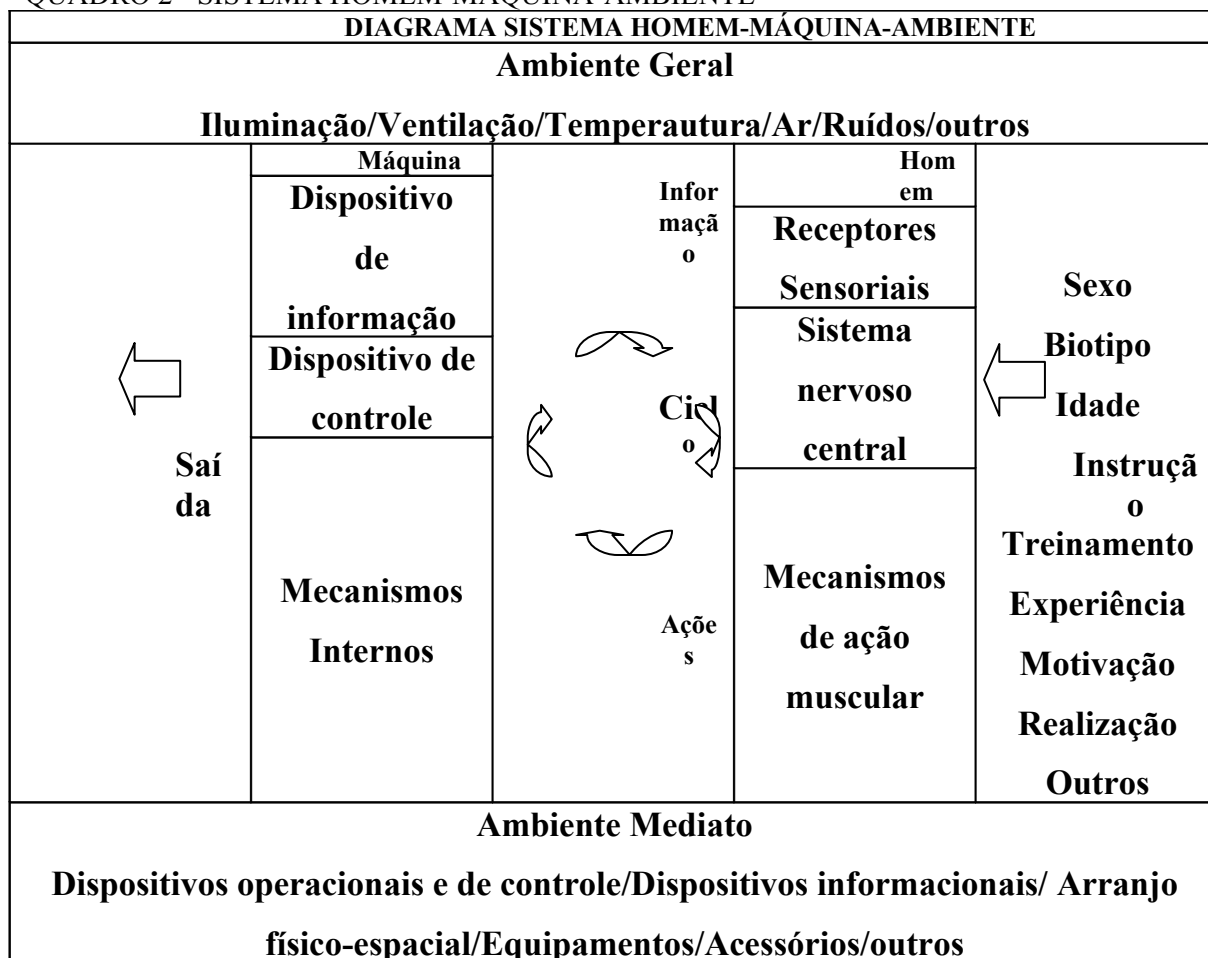 QUADRO 2 - SISTEMA HOMEM-MÁQUINA-AMBIENTE
DIAGRAMA SISTEMA HOMEM-MÁQUINA-AMBIENTE
Ambiente Geral
Iluminação/Ventilação/Temperautura/Ar/Ruídos/outros
Saí
da
Máquina
Dispositivo
de
informação
Dispositivo de
controle
Mecanismos
Internos
Infor
maçã
o
Cicl
o
Açõe
s
Hom
em
Receptores
Sensoriais
Sistema
nervoso
central
Mecanismos
de ação
muscular
Sexo
Biotipo
Idade
Instruçã
o
Treinamento
Experiência
Motivação
Realização
Outros
Ambiente Mediato
Dispositivos operacionais e de controle/Dispositivos informacionais/ Arranjo
físico-espacial/Equipamentos/Acessórios/outros